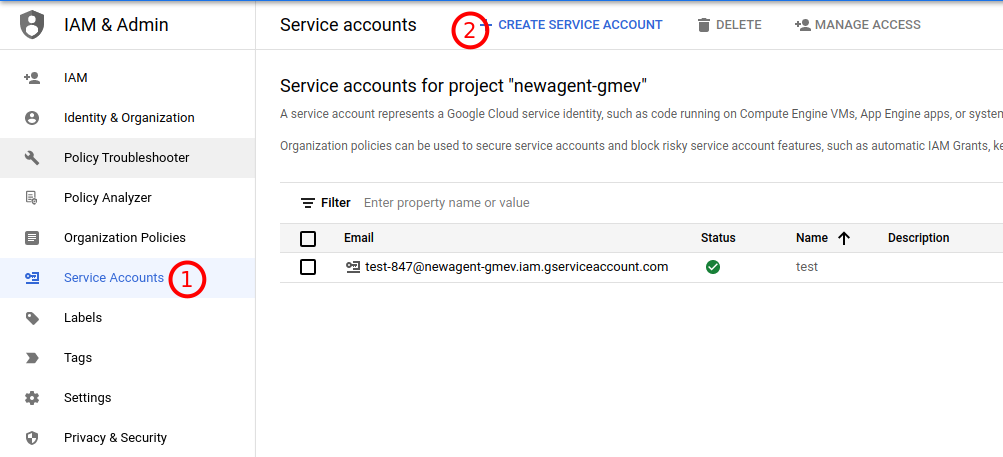 IAM & Admin
Service accounts
2
CREATE SERVICE ACCOUNT
DELETE
MANAGE ACCESS
IAM
Identity & Organization
Policy Troubleshooter
Policy Analyzer
Organization Policies
Service Accounts
1
Labels
Tags
Settings
Privacy & Security
Service accounts for project "newagent-gmev"
A service account represents a Google Cloud service identity, such as code running on Compute Engine VMs, App Engine apps, or system
Organization policies can be used to secure service accounts and block risky service account features, such as automatic IAM Grants, ke
Filter Enter property name or value
Email Status Name Description
test-847@newagent-gmev.iam.gserviceaccount.com test